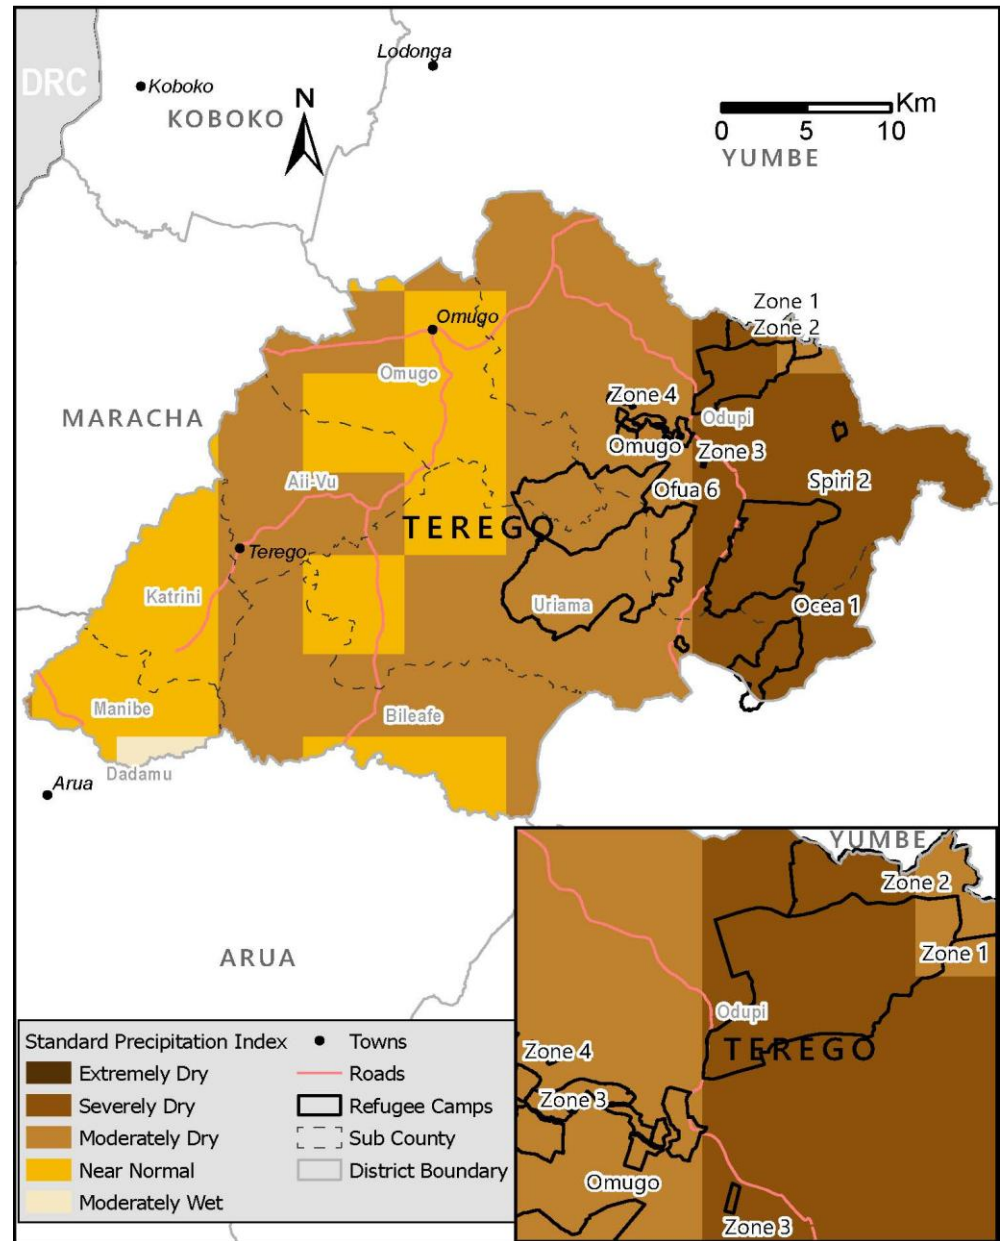 DRC
Koboko
KOBOKO
Lodonga
N
Km
0 5 10
YUMBE
Zone 1
Zone 2
Omugo
Omugo
Zone 4
MARACHA
Odupi
Omugo
Zone 3
Aii-Vu
Ofua 6
Spiri 2
TEREGO
Terego
Katrini
Uriama
Ocea 1
Manibe
Bileafe
Dadamu
Arua
ARUA
YUMBE
Zone 2
Zone 1
Odupi
TEREGO
Zone 4
Zone 3
Omugo
Zone 3
Standard Precipitation Index
Extremely Dry
Severely Dry
Moderately Dry
Near Normal
Moderately Wet
Towns
Roads
Refugee Camps
Sub County
District Boundary